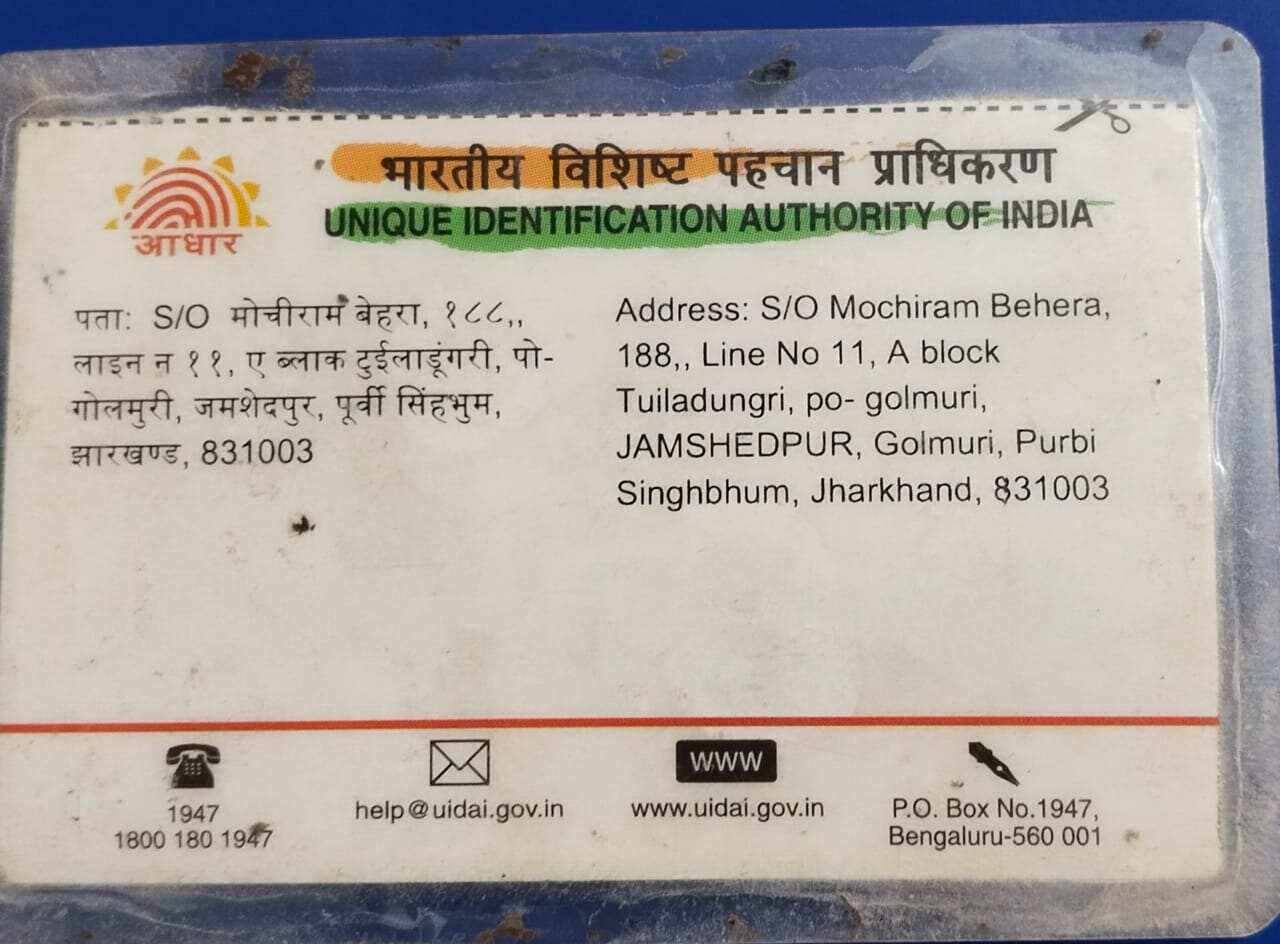 भारतीय विशिष्ट पहचान प्राधिकरण
UNIQUE IDENTIFICATION AUTHORITY OF INDIA
आधार
पताः S/O मोचीराम बेहरा, १८८,,
लाइन न ११, ए ब्लाक टुईलाडूंगरी, पो-
गोलमुरी, जमशेदपुर, पूर्वी सिंहभुम,
झारखण्ड, 831003
Address: S/O Mochiram Behera,
188,, Line No 11, A block
Tuiladungri, po- golmuri,
JAMSHEDPUR, Golmuri, Purbi
Singhbhum, Jharkhand, 831003
1947
1800 180 1947
help@uidai.gov.in
www
www.uidai.gov.in
P.O. Box No.1947,
Bengaluru-560 001